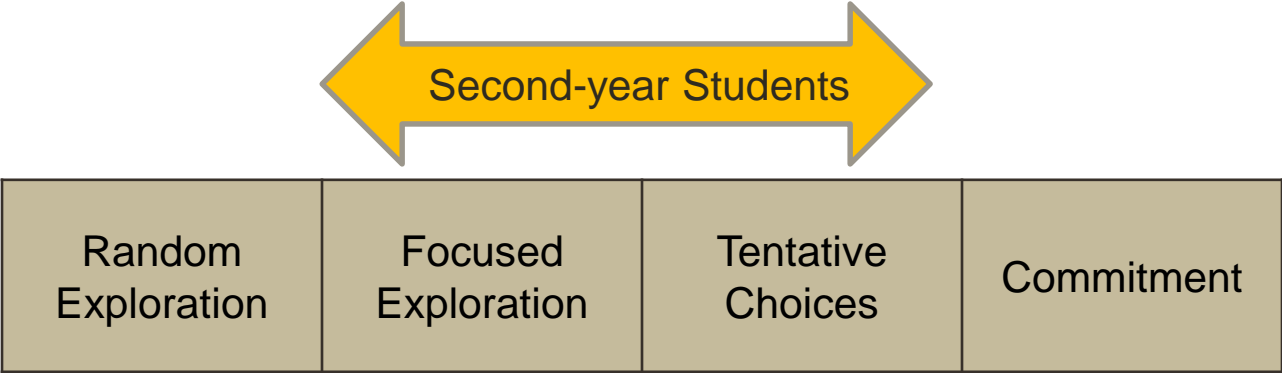 Second-year Students
Random
Exploration
Focused
Exploration
Tentative
Choices
Commitment